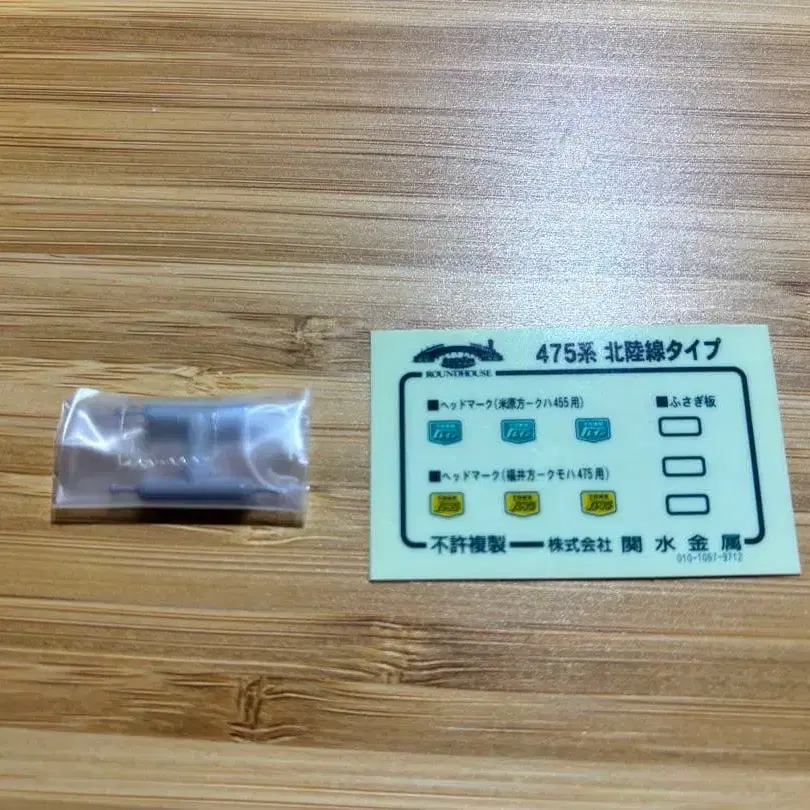 ROUNDHOUSE
475系 北陸線タイプ
■ヘッドマーク(米原方ークハ455用)
■ふさぎ板
■ヘッドマーク(福井方ークモハ475用)
不許複製
株式会社 関水金属
010-1097-9712